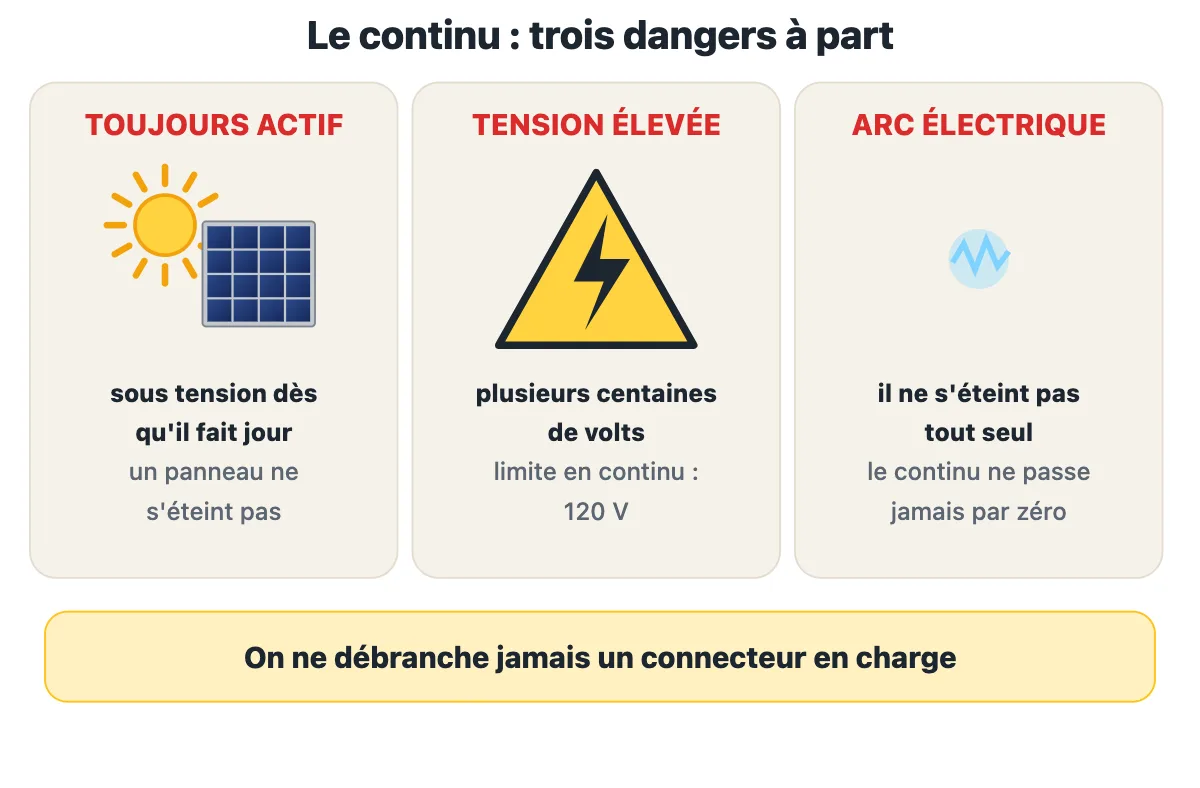 Le continu : trois dangers à part
TOUJOURS ACTIF
sous tension dès
qu'il fait jour
un panneau ne
s'éteint pas
TENSION ÉLEVÉE
plusieurs centaines
de volts
limite en continu :
120 V
ARC ÉLECTRIQUE
il ne s'éteint pas
tout seul
le continu ne passe
jamais par zéro
On ne débranche jamais un connecteur en charge